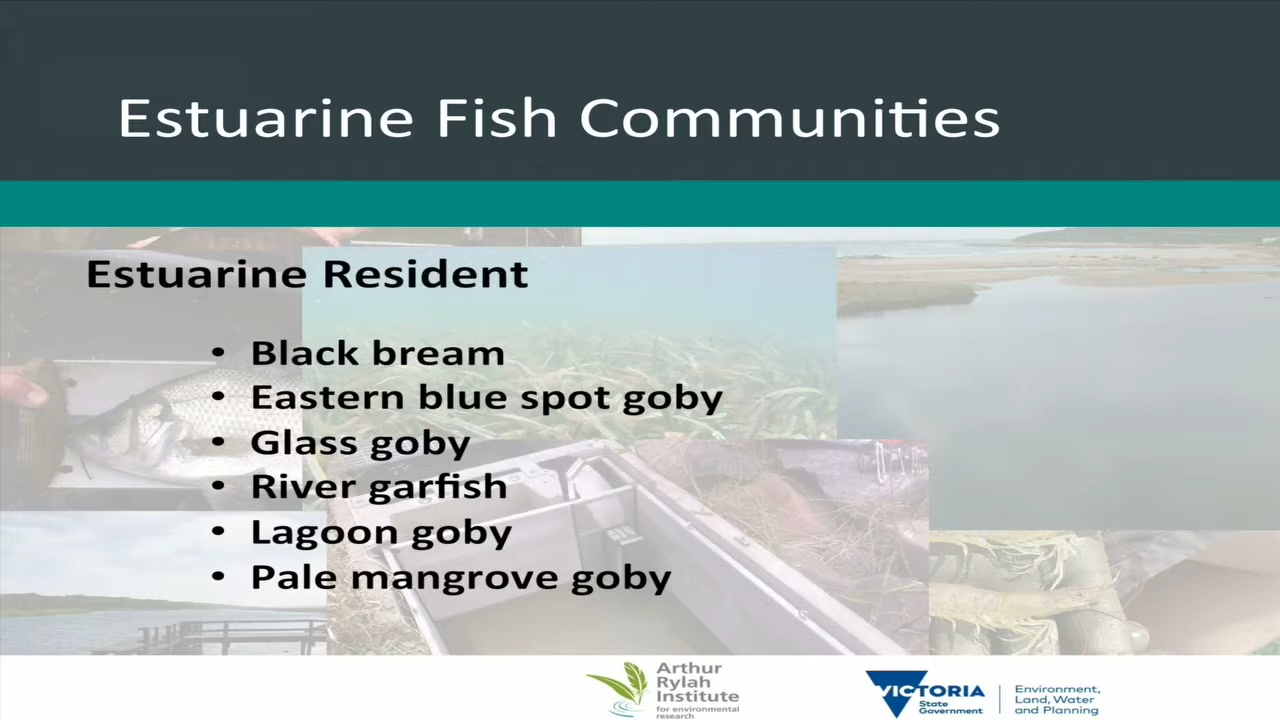 Estuarine Fish Communities
Estuarine Resident
• Black bream
• Eastern blue spot goby
• Glass goby
• River garfish
• Lagoon goby
• Pale mangrove goby
Arthur
Rylah
Institute
for environmental
research
VICTORIA
State
Government
Environment,
Land, Water
and Planning